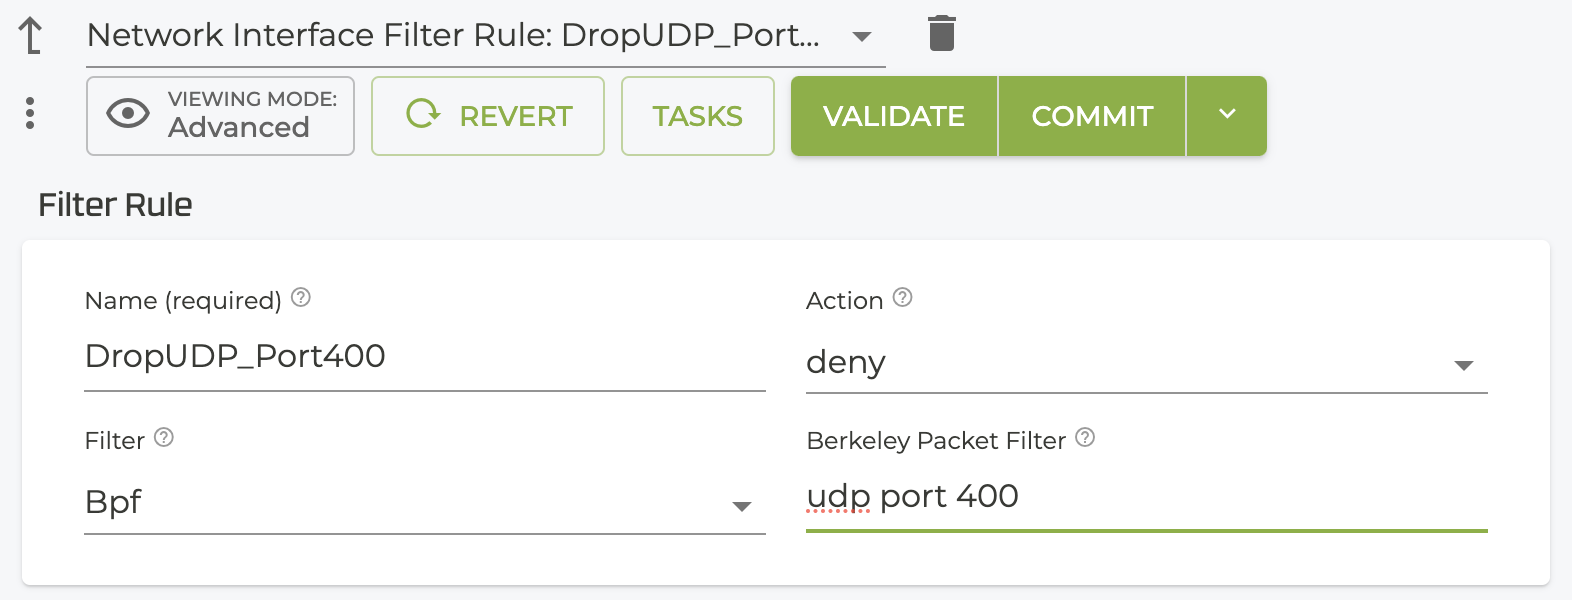 Network Interface Filter Rule: DropUDP_Port...
VIEWING MODE:
Advanced
REVERT
TASKS
VALIDATE
COMMIT
Filter Rule
Name (required)
Action
DropUDP_Port400
deny
Filter
Berkeley Packet Filter
Bpf
udp port 400